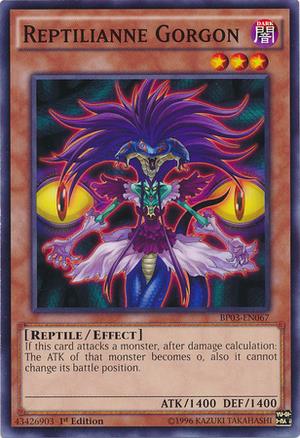 REPTILIANNE GORGON
DARK
闇
BP03-EN067
[REPTILE / EFFECT]
If this card attacks a monster, after damage calculation:
The ATK of that monster becomes 0, also it cannot
change its battle position.
ATK/1400 DEF/1400
43426903 1st Edition ©1996 KAZUKI TAKAHASHI